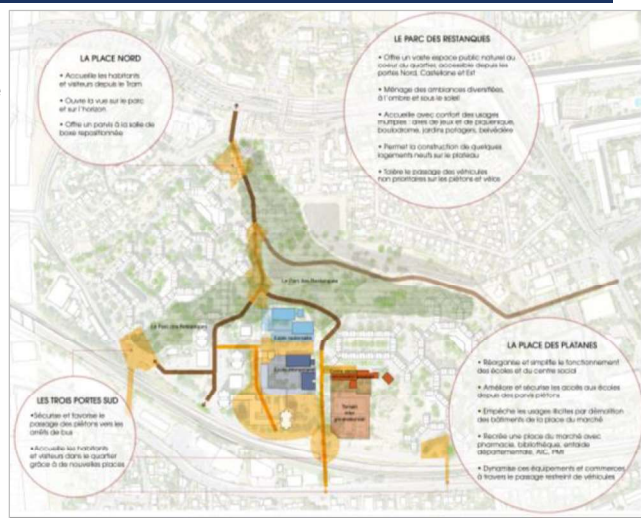 LA PLACE NORD
• Accueille les habitants
et visiteurs depuis le Tram
• Ouvre la vue sur le parc
et sur l'horizon
• Offre un parvis à la salle de
boxe repositionnée
LE PARC DES RESTANQUES
• Offre un vaste espace public naturel au
coeur du quartier, accessible depuis les
portes Nord, Castellane et Est
• Ménage des ambiances diversifiées,
à l'ombre et sous le soleil
• Accueille avec confort des usages
multiples : aires de jeux et de piquenique,
boulodrome, jardins potagers, belvédère
• Permet la construction de quelques
logements neufs sur le plateau
• Tolère le passage des véhicules
non prioritaires sur les piétons et vélos
Le Parc des Restanques
Le Parc des Restanques
Ecole maternelle
Terrain
LES TROIS PORTES SUD
•Sécurise et favorise le
passage des piétons vers les
arrêts de bus
•Accueille les habitants
et visiteurs dans le quartier
grâce à de nouvelles places
LA PLACE DES PLATANES
• Réorganise et simplifie le fonctionnement
des écoles et du centre social
• Améliore et sécurise les accès aux écoles
depuis des parvis piétons
• Empêche les usages illicites par démolition
des bâtiments de la place du marché
• Recrée une place du marché avec
pharmacie, bibliothèque, entraide
départementale, AIC, PMI
• Dynamise ces équipements et commerces
à travers le passage restreint de véhicules